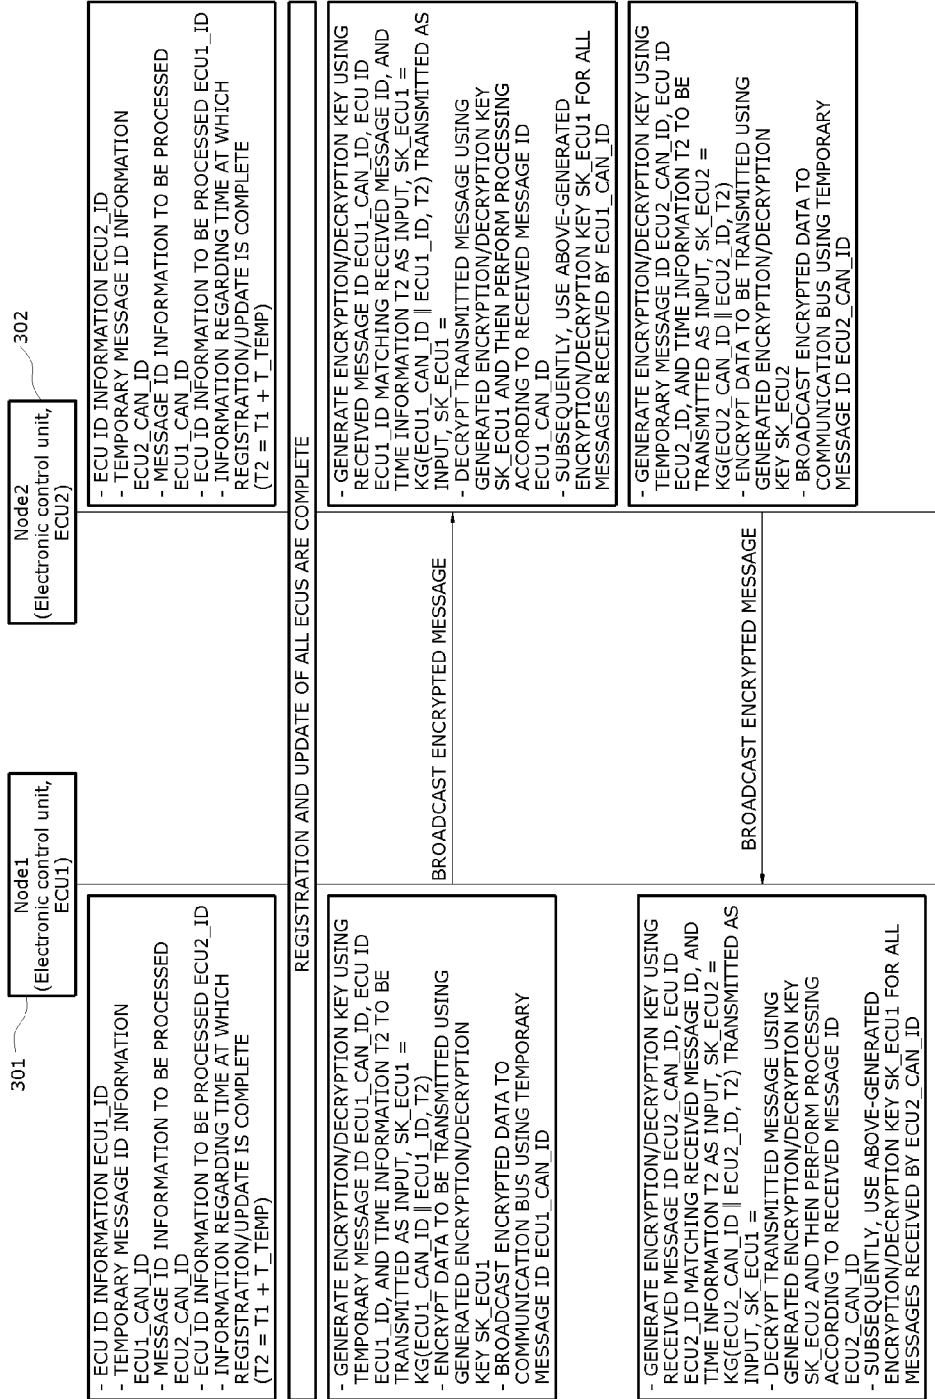 301
Node1
(Electronic control unit,
ECU1)
302
Node2
(Electronic control unit,
ECU2)
- ECU ID INFORMATION ECU1_ID
- TEMPORARY MESSAGE ID INFORMATION
ECU1_CAN_ID
- MESSAGE ID INFORMATION TO BE PROCESSED
ECU2_CAN_ID
- ECU ID INFORMATION TO BE PROCESSED ECU2_ID
- INFORMATION REGARDING TIME AT WHICH
REGISTRATION/UPDATE IS COMPLETE
(T2 = T1 + T_TEMP)
- ECU ID INFORMATION ECU2_ID
- TEMPORARY MESSAGE ID INFORMATION
ECU2_CAN_ID
- MESSAGE ID INFORMATION TO BE PROCESSED
ECU1_CAN_ID
- ECU ID INFORMATION TO BE PROCESSED ECU1_ID
- INFORMATION REGARDING TIME AT WHICH
REGISTRATION/UPDATE IS COMPLETE
(T2 = T1 + T_TEMP)
REGISTRATION AND UPDATE OF ALL ECUS ARE COMPLETE
- GENERATE ENCRYPTION/DECRYPTION KEY USING
TEMPORARY MESSAGE ID ECU1_CAN_ID, ECU ID
ECU1_ID, AND TIME INFORMATION T2 TO BE
TRANSMITTED AS INPUT, SK_ECU1 =
KG(ECU1_CAN_ID || ECU1_ID, T2)
- ENCRYPT DATA TO BE TRANSMITTED USING
GENERATED ENCRYPTION/DECRYPTION
KEY SK_ECU1
- BROADCAST ENCRYPTED DATA TO
COMMUNICATION BUS USING TEMPORARY
MESSAGE ID ECU1_CAN_ID
BROADCAST ENCRYPTED MESSAGE
- GENERATE ENCRYPTION/DECRYPTION KEY USING
RECEIVED MESSAGE ID ECU1_CAN_ID, ECU ID
ECU1_ID MATCHING RECEIVED MESSAGE ID, AND
TIME INFORMATION T2 AS INPUT, SK_ECU1 =
KG(ECU1_CAN_ID || ECU1_ID, T2) TRANSMITTED AS
INPUT, SK_ECU1 =
- DECRYPT TRANSMITTED MESSAGE USING
GENERATED ENCRYPTION/DECRYPTION KEY
SK_ECU1 AND THEN PERFORM PROCESSING
ACCORDING TO RECEIVED MESSAGE ID
ECU1_CAN_ID
- SUBSEQUENTLY, USE ABOVE-GENERATED
ENCRYPTION/DECRYPTION KEY SK_ECU1 FOR ALL
MESSAGES RECEIVED BY ECU1_CAN_ID
- GENERATE ENCRYPTION/DECRYPTION KEY USING
RECEIVED MESSAGE ID ECU2_CAN_ID, ECU ID
ECU2_ID MATCHING RECEIVED MESSAGE ID, AND
TIME INFORMATION T2 AS INPUT, SK_ECU2 =
KG(ECU2_CAN_ID || ECU2_ID, T2) TRANSMITTED AS
INPUT, SK_ECU1 =
- DECRYPT TRANSMITTED MESSAGE USING
GENERATED ENCRYPTION/DECRYPTION KEY
SK_ECU2 AND THEN PERFORM PROCESSING
ACCORDING TO RECEIVED MESSAGE ID
ECU2_CAN_ID
- SUBSEQUENTLY, USE ABOVE-GENERATED
ENCRYPTION/DECRYPTION KEY SK_ECU1 FOR ALL
MESSAGES RECEIVED BY ECU2_CAN_ID
BROADCAST ENCRYPTED MESSAGE
- GENERATE ENCRYPTION/DECRYPTION KEY USING
TEMPORARY MESSAGE ID ECU2_CAN_ID, ECU ID
ECU2_ID, AND TIME INFORMATION T2 TO BE
TRANSMITTED AS INPUT, SK_ECU2 =
KG(ECU2_CAN_ID || ECU2_ID, T2)
- ENCRYPT DATA TO BE TRANSMITTED USING
GENERATED ENCRYPTION/DECRYPTION
KEY SK_ECU2
- BROADCAST ENCRYPTED DATA TO
COMMUNICATION BUS USING TEMPORARY
MESSAGE ID ECU2_CAN_ID